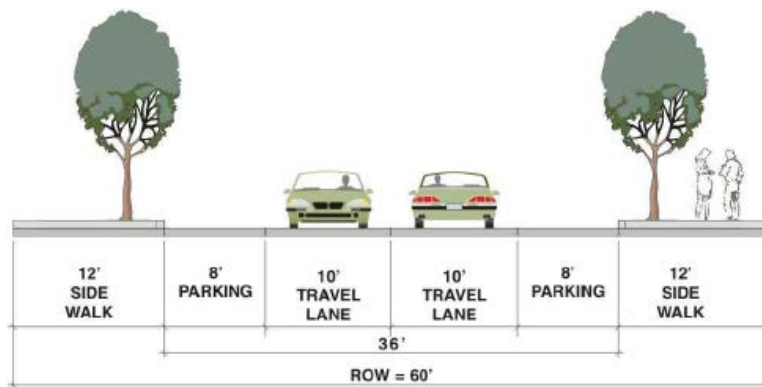 12'
SIDE
WALK
8'
PARKING
10'
TRAVEL
LANE
10'
TRAVEL
LANE
8'
PARKING
12'
SIDE
WALK
36'
ROW = 60'